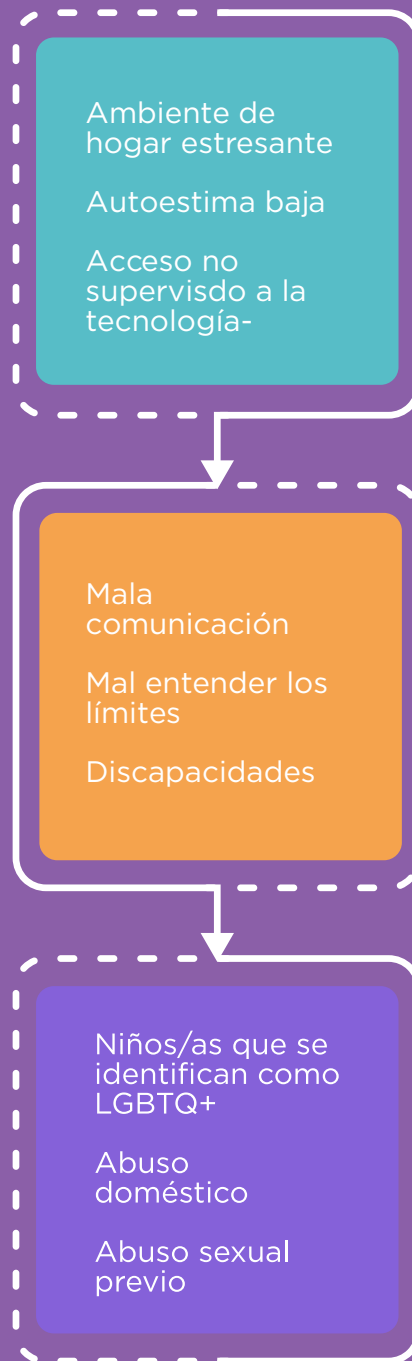 Ambiente de
hogar estresante
Autoestima baja
Acceso no
supervisdo a la
tecnología-
Mala
comunicación
Mal entender los
límites
Discapacidades
Niños/as que se
identifican como
LGBTQ+
Abuso
doméstico
Abuso sexual
previo